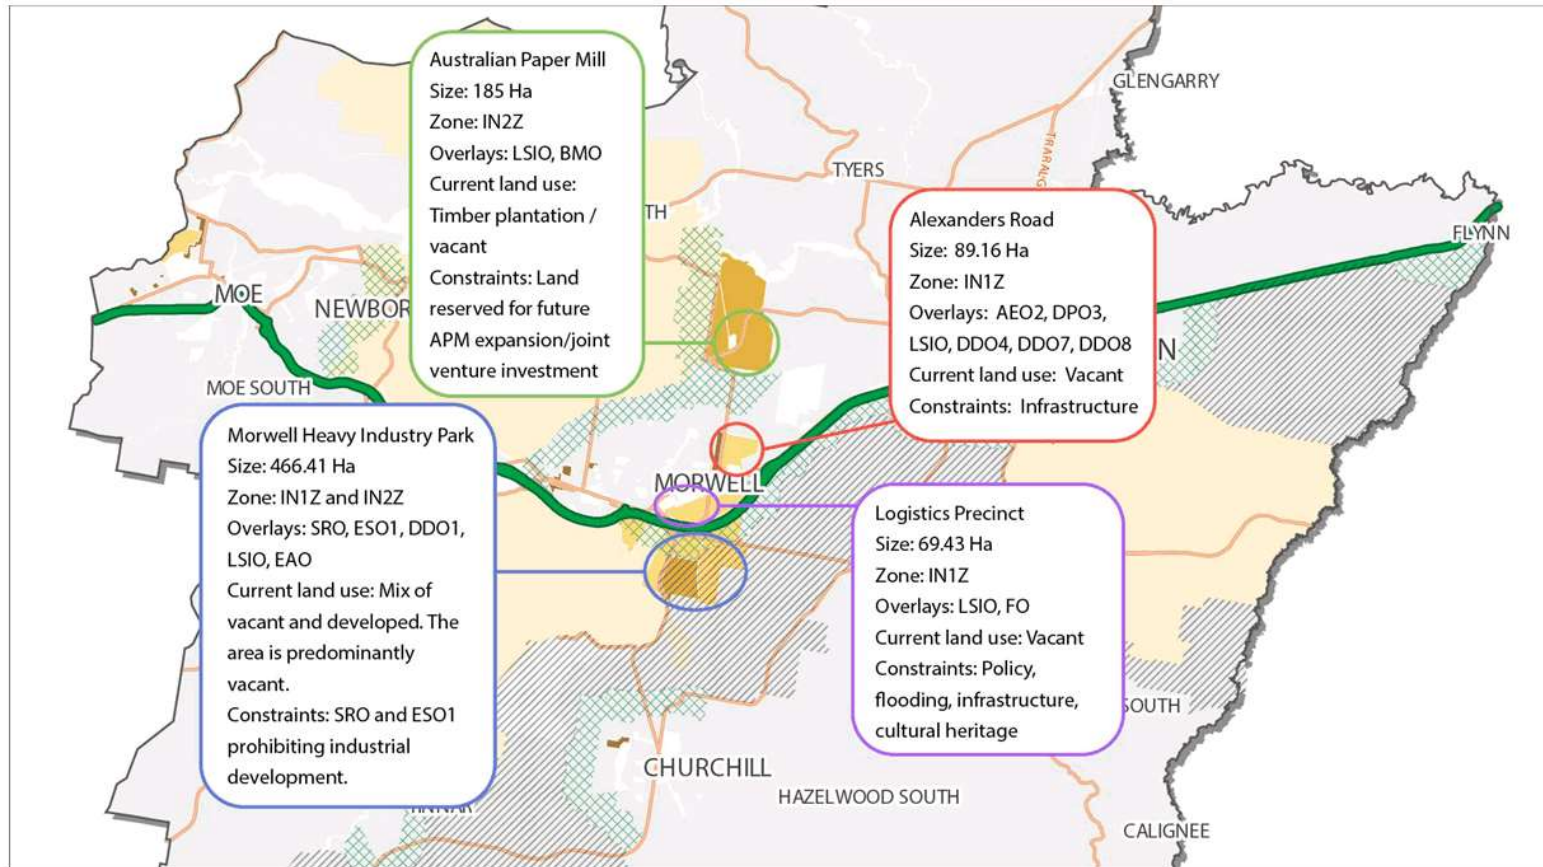 GLENGARRY
TRARALG
TYERS
TH
FLYNN
MOE
NEWBOR
MOE SOUTH
N
MORWELL
SOUTH
CHURCHILL
HAZELWOOD SOUTH
CALIGNEE
Australian Paper Mill
Size: 185 Ha
Zone: IN2Z
Overlays: LSIO, BMO
Current land use:
Timber plantation /
vacant
Constraints: Land
reserved for future
APM expansion/joint
venture investment
Alexanders Road
Size: 89.16 Ha
Zone: IN1Z
Overlays: AEO2, DPO3,
LSIO, DDO4, DDO7, DDO8
Current land use: Vacant
Constraints: Infrastructure
Morwell Heavy Industry Park
Size: 466.41 Ha
Zone: IN1Z and IN2Z
Overlays: SRO, ESO1, DDO1,
LSIO, EAO
Current land use: Mix of
vacant and developed. The
area is predominantly
vacant.
Constraints: SRO and ESO1
prohibiting industrial
development.
Logistics Precinct
Size: 69.43 Ha
Zone: IN1Z
Overlays: LSIO, FO
Current land use: Vacant
Constraints: Policy,
flooding, infrastructure,
cultural heritage